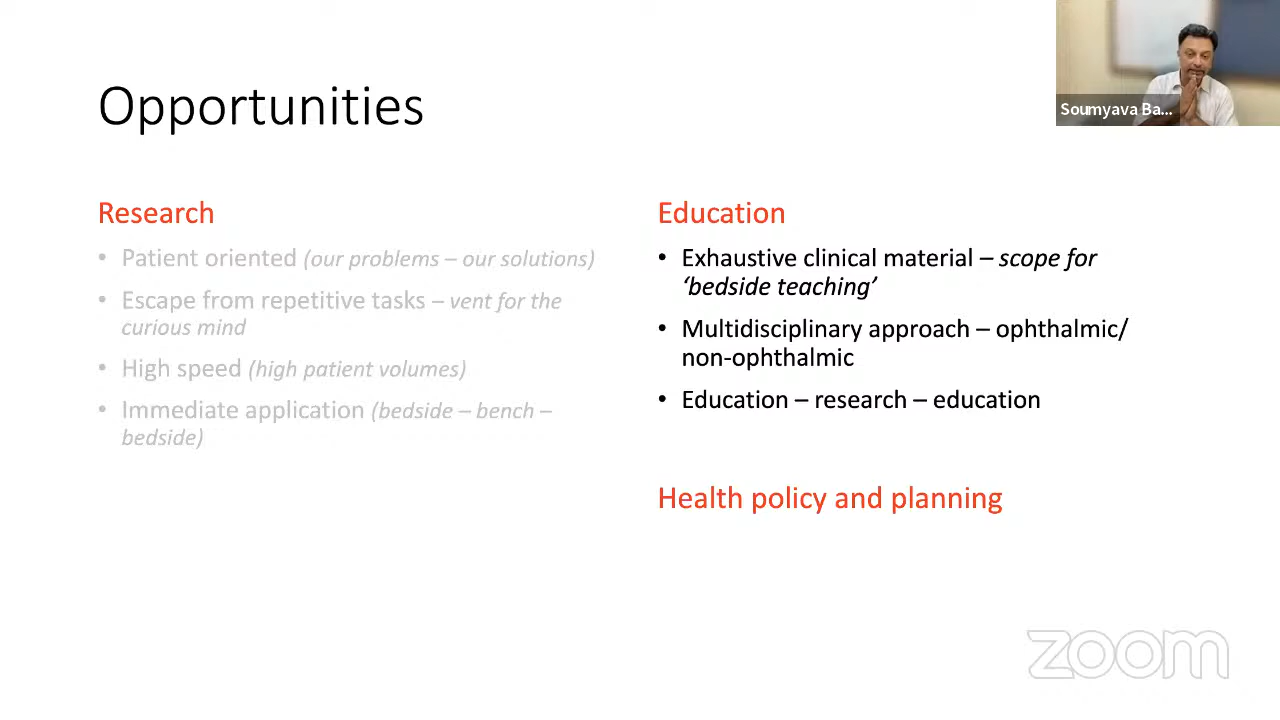 Opportunities
Soumyava Ba...
Research
• Patient oriented (our problems – our solutions)
• Escape from repetitive tasks – vent for the
curious mind
• High speed (high patient volumes)
• Immediate application (bedside – bench –
bedside)
Education
• Exhaustive clinical material – scope for
‘bedside teaching’
• Multidisciplinary approach – ophthalmic/
non-ophthalmic
• Education – research – education
Health policy and planning
zoom